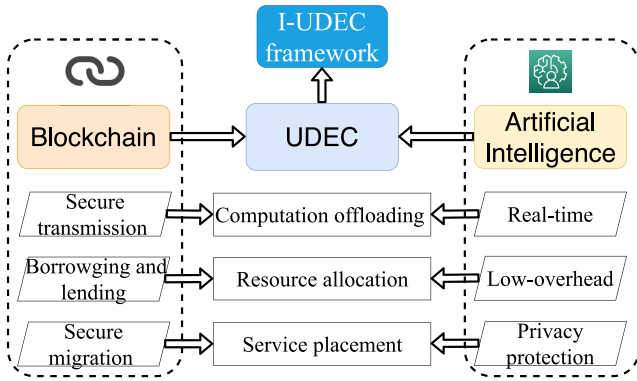 I-UDEC
framework
Blockchain
UDEC
Artificial
Intelligence
Secure
transmission
Computation offloading
Real-time
Borrowging and
lending
Resource allocation
Low-overhead
Secure
migration
Service placement
Privacy
protection